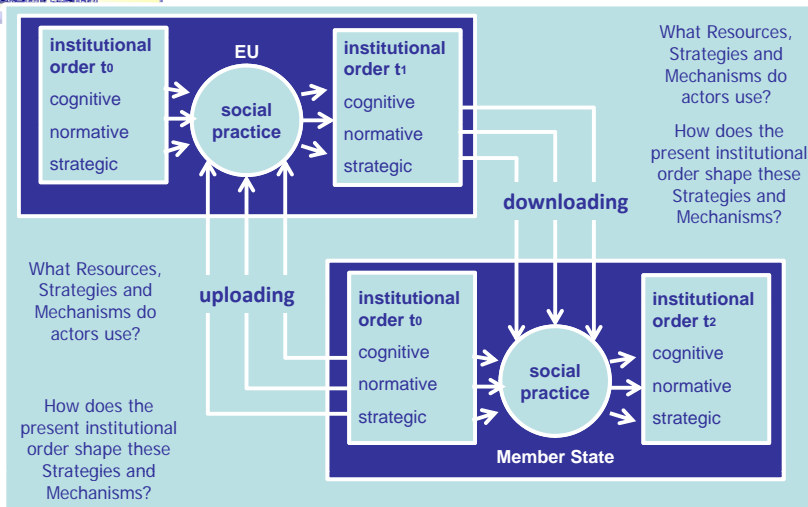 EU
institutional
order t0
cognitive
normative
strategic
social
practice
institutional
order t1
cognitive
normative
strategic
What Resources,
Strategies and
Mechanisms do
actors use?
How does the
present institutional
order shape these
Strategies and
Mechanisms?
downloading
What Resources,
Strategies and
Mechanisms do
actors use?
How does the
present institutional
order shape these
Strategies and
Mechanisms?
uploading
institutional
order t0
cognitive
normative
strategic
social
practice
institutional
order t2
cognitive
normative
strategic
Member State